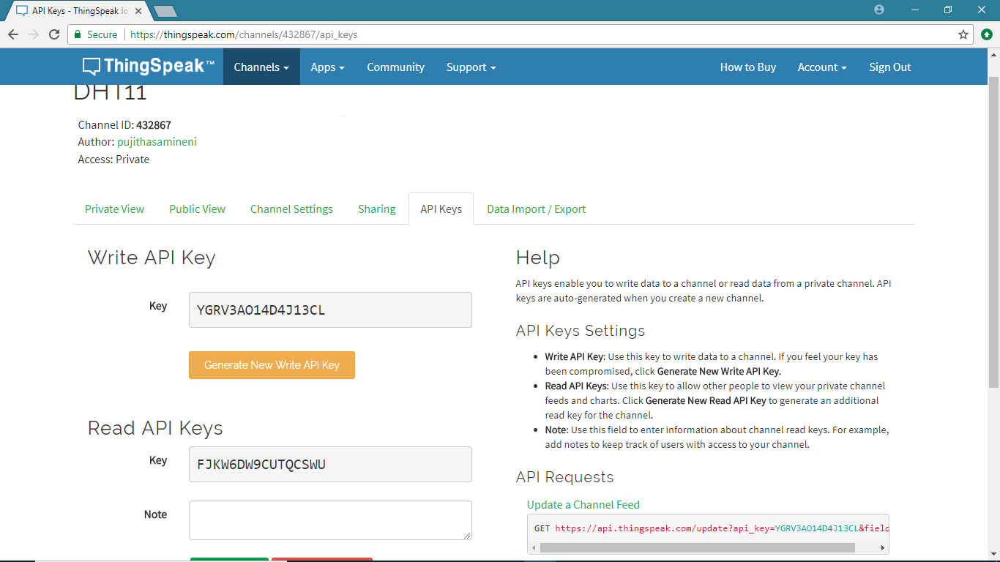 API Keys - ThingSpeak Io
Secure
https://thingspeak.com/channels/432867/api_keys
ThingSpeak™
Channels
Apps
Community
Support
How to Buy
Account
Sign Out
DHT11
Channel ID: 432867
Author: pujithasamineni
Access: Private
Private View
Public View
Channel Settings
Sharing
API Keys
Data Import / Export
Write API Key
Key
YGRV3AO14D4J13CL
Generate New Write API Key
Read API Keys
Key
FJKW6DW9CUTQCSWU
Note
Help
API keys enable you to write data to a channel or read data from a private channel. API
keys are auto-generated when you create a new channel.
API Keys Settings
• Write API Key: Use this key to write data to a channel. If you feel your key has
been compromised, click Generate New Write API Key.
• Read API Keys: Use this key to allow other people to view your private channel
feeds and charts. Click Generate New Read API Key to generate an additional
read key for the channel.
• Note: Use this field to enter information about channel read keys. For example,
add notes to keep track of users with access to your channel.
API Requests
Update a Channel Feed
GET https://api.thingspeak.com/update?api_key=YGRV3AO14D4J13CL&field